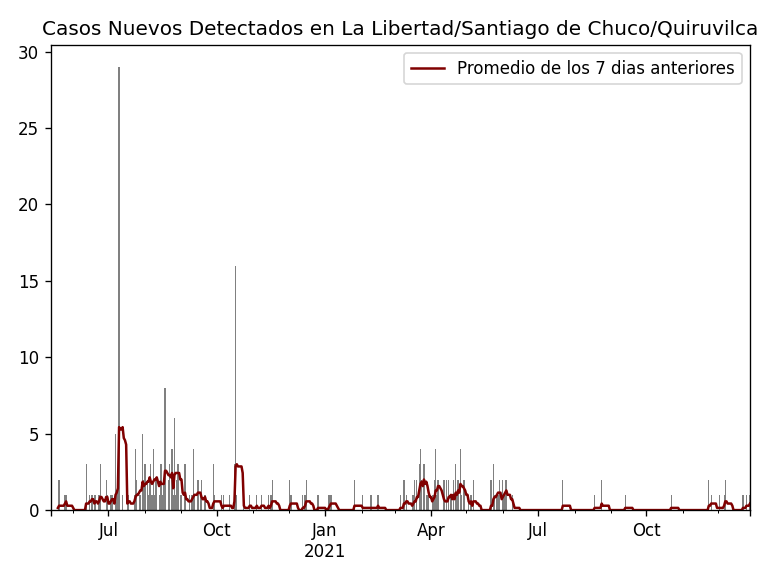 Casos Nuevos Detectados en La Libertad/Santiago de Chuco/Quiruvilca
Promedio de los 7 dias anteriores
30
25
20
15
10
5
0
Jul Oct Jan Apr Jul Oct
2021